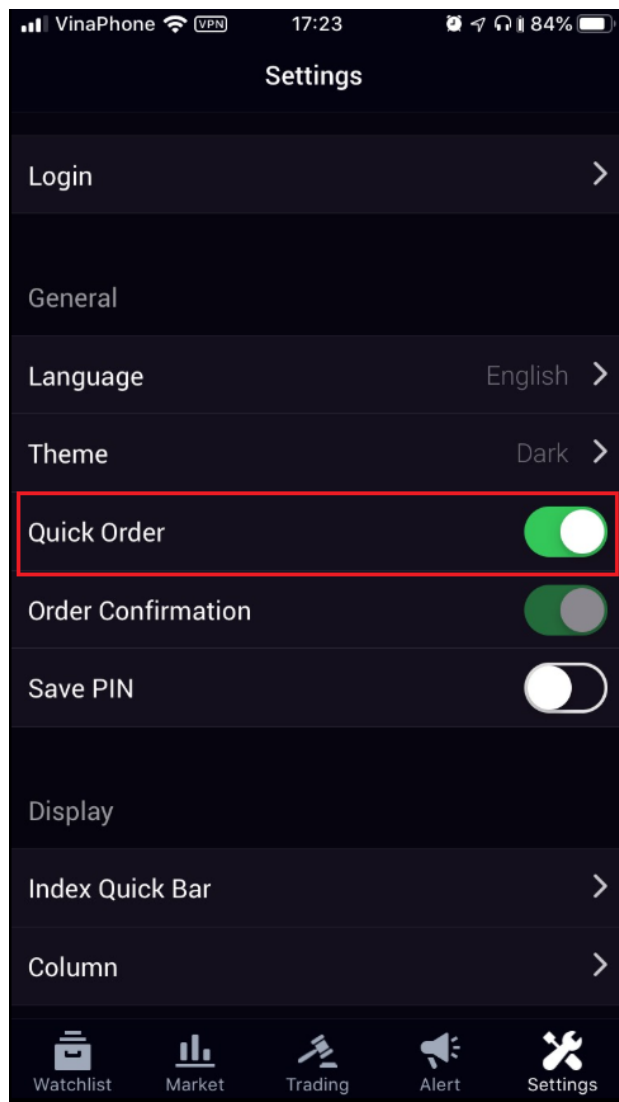 VinaPhone VPN 17:23 84%
Settings
Login
General
Language English
Theme Dark
Quick Order
Order Confirmation
Save PIN
Display
Index Quick Bar
Column
Watchlist Market Trading Alert Settings